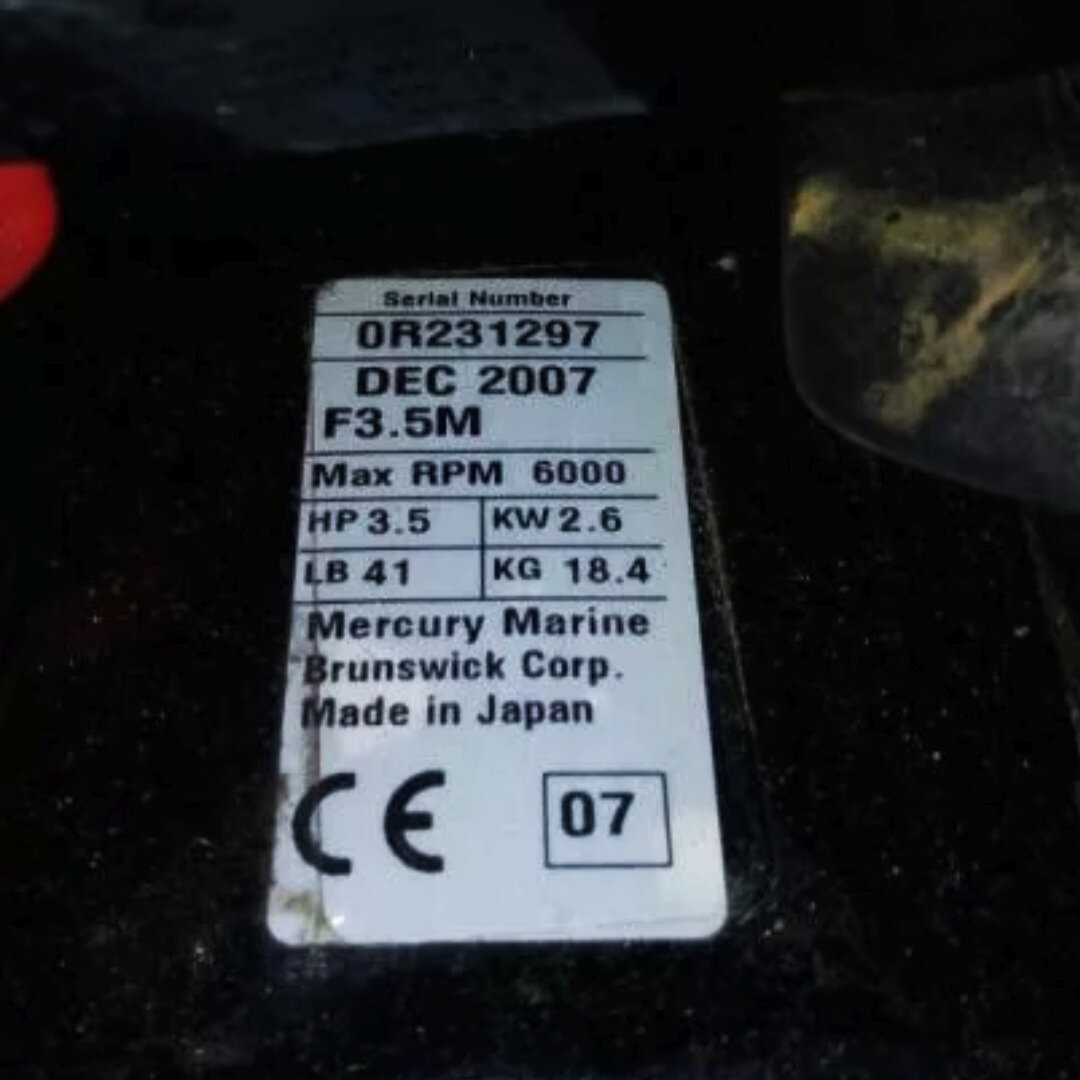 Serial Number
0R231297
DEC 2007
F3.5M
Max RPM 6000
HP 3.5 KW 2.6
LB 41 KG 18.4
Mercury Marine
Brunswick Corp.
Made in Japan
CE 07